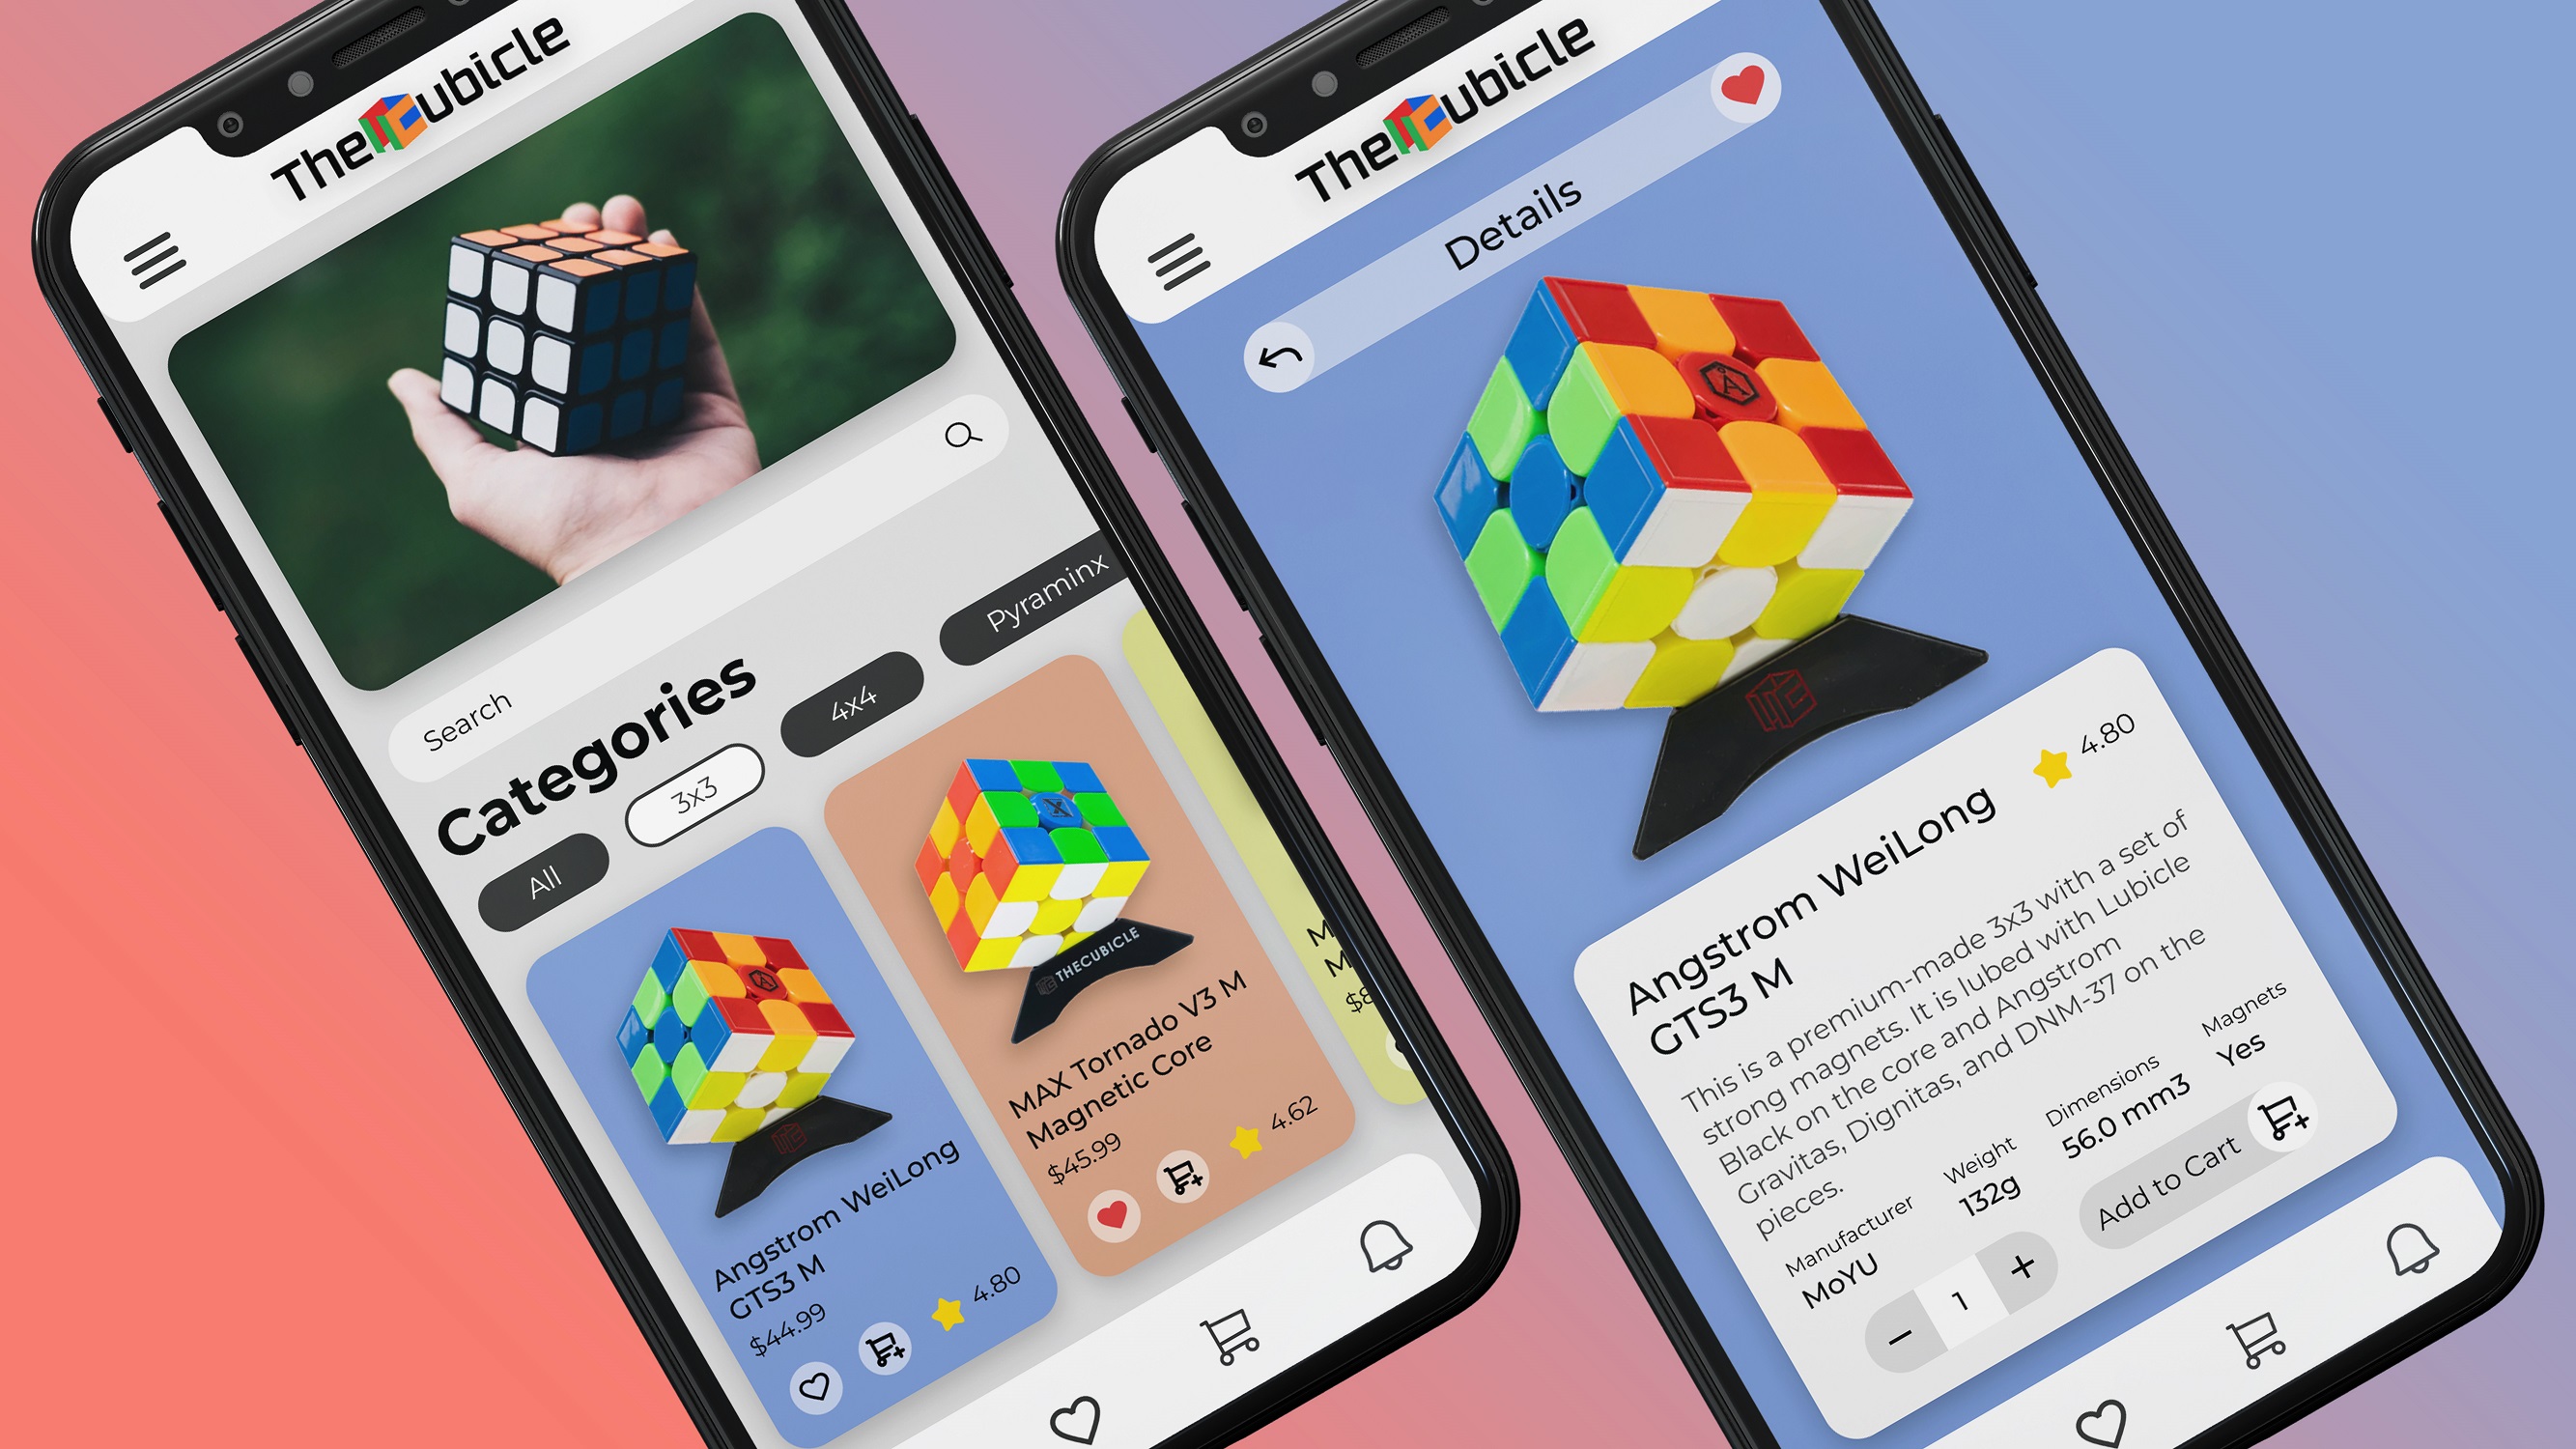 TheCubicle
Search
Categories
All
3x3
4x4
Pyraminx
Angstrom WeiLong
GTS3 M
$44.99
4.80
THECUBICLE
MAX Tornado V3 M
Magnetic Core
$45.99
4.62
TheCubicle
Details
Angstrom WeiLong
GTS3 M
4.80
This is a premium-made 3x3 with a set of
strong magnets. It is lubed with Lubicle
Black on the core and Angstrom
Gravitas, Dignitas, and DNM-37 on the
pieces.
Manufacturer
MoYU
Weight
132g
Dimensions
56.0 mm3
Magnets
Yes
1
Add to Cart